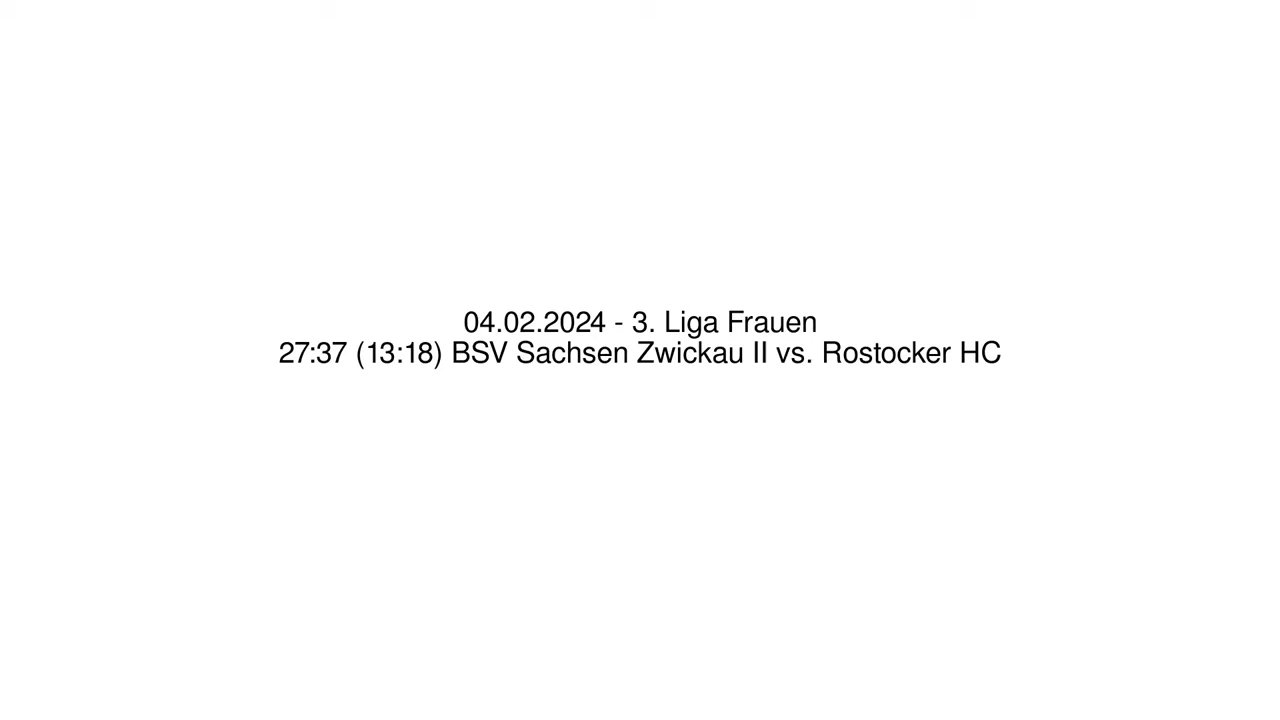 04.02.2024 - 3. Liga Frauen
27:37 (13:18) BSV Sachsen Zwickau II vs. Rostocker HC